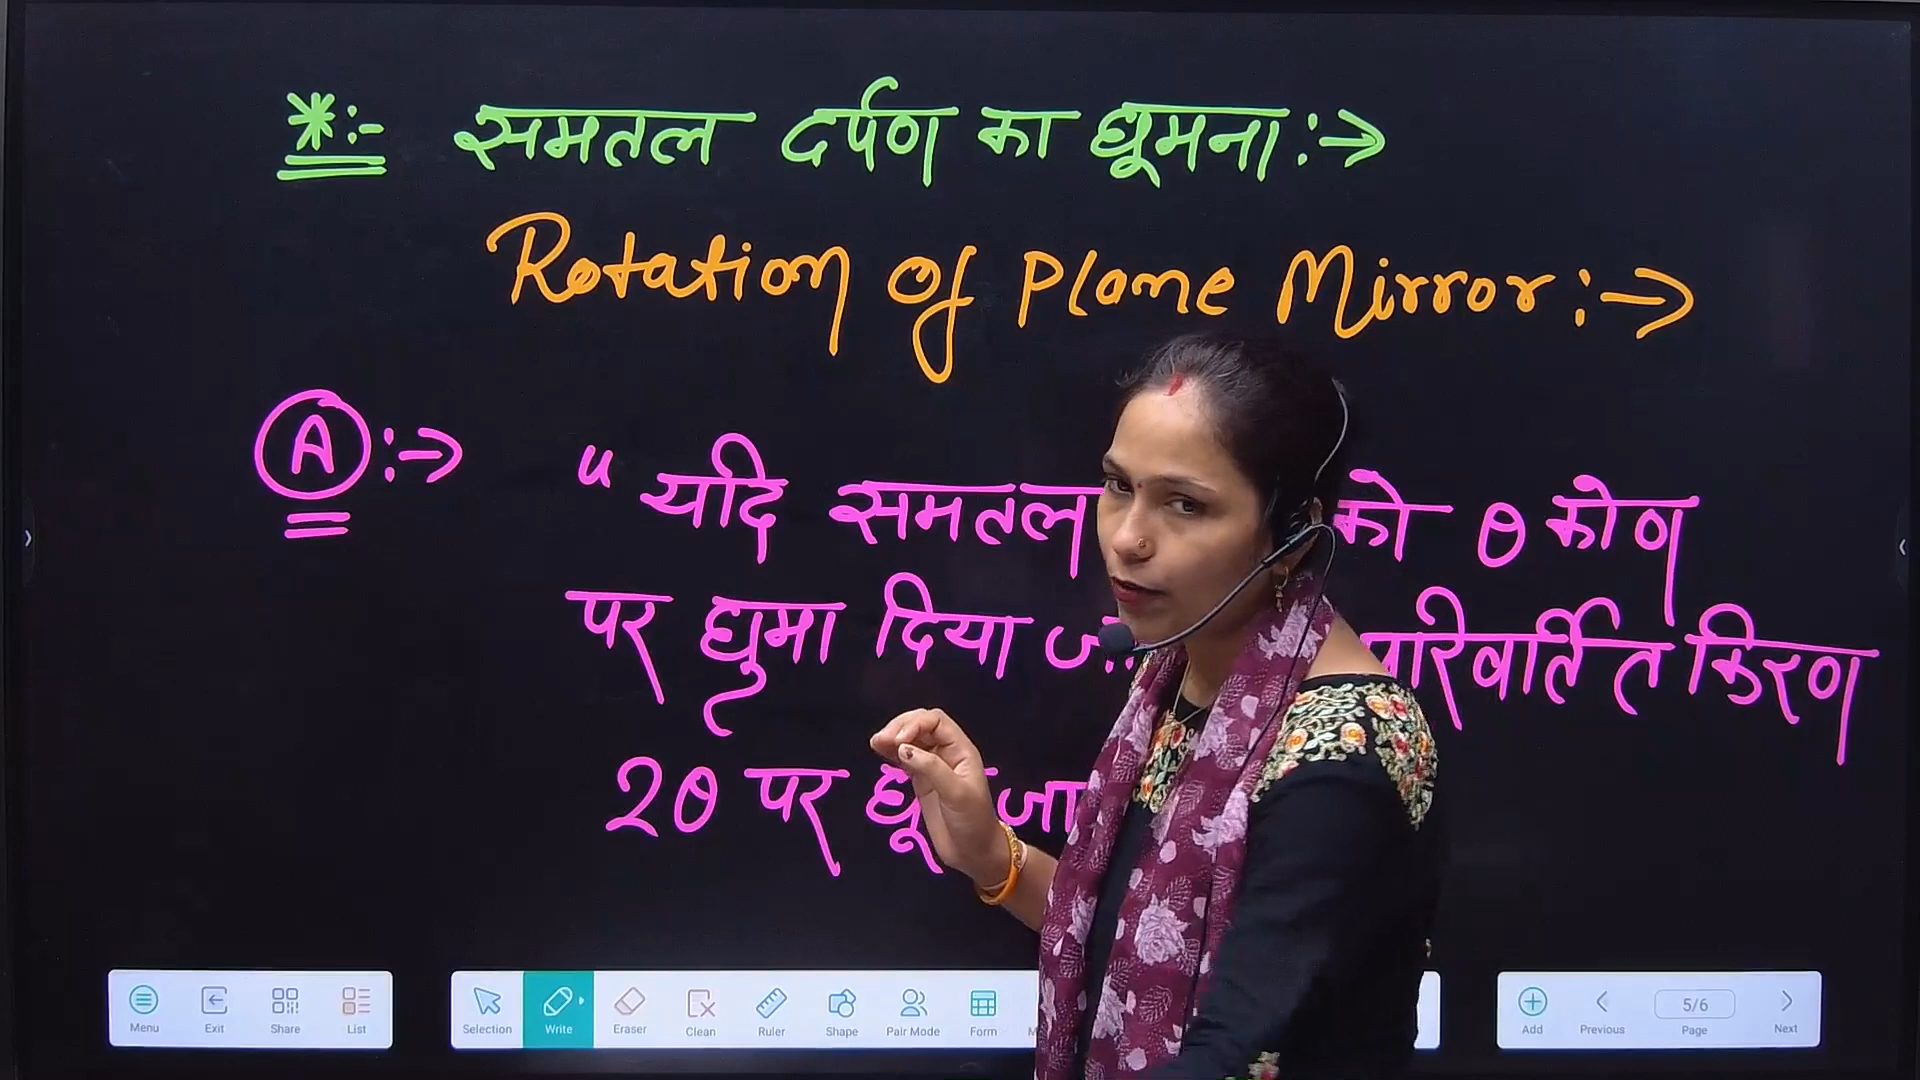 *:- समतल दर्पण का घूमना :→
Rotation of Plane Mirror :→
A :→ “ यदि समतल को θ कोण
पर घुमा दिया परिवर्तित किरण
2θ पर
Menu Exit Share List Selection Write Eraser Clean Ruler Shape Pair Mode Form Add Previous 5/6 Page Next